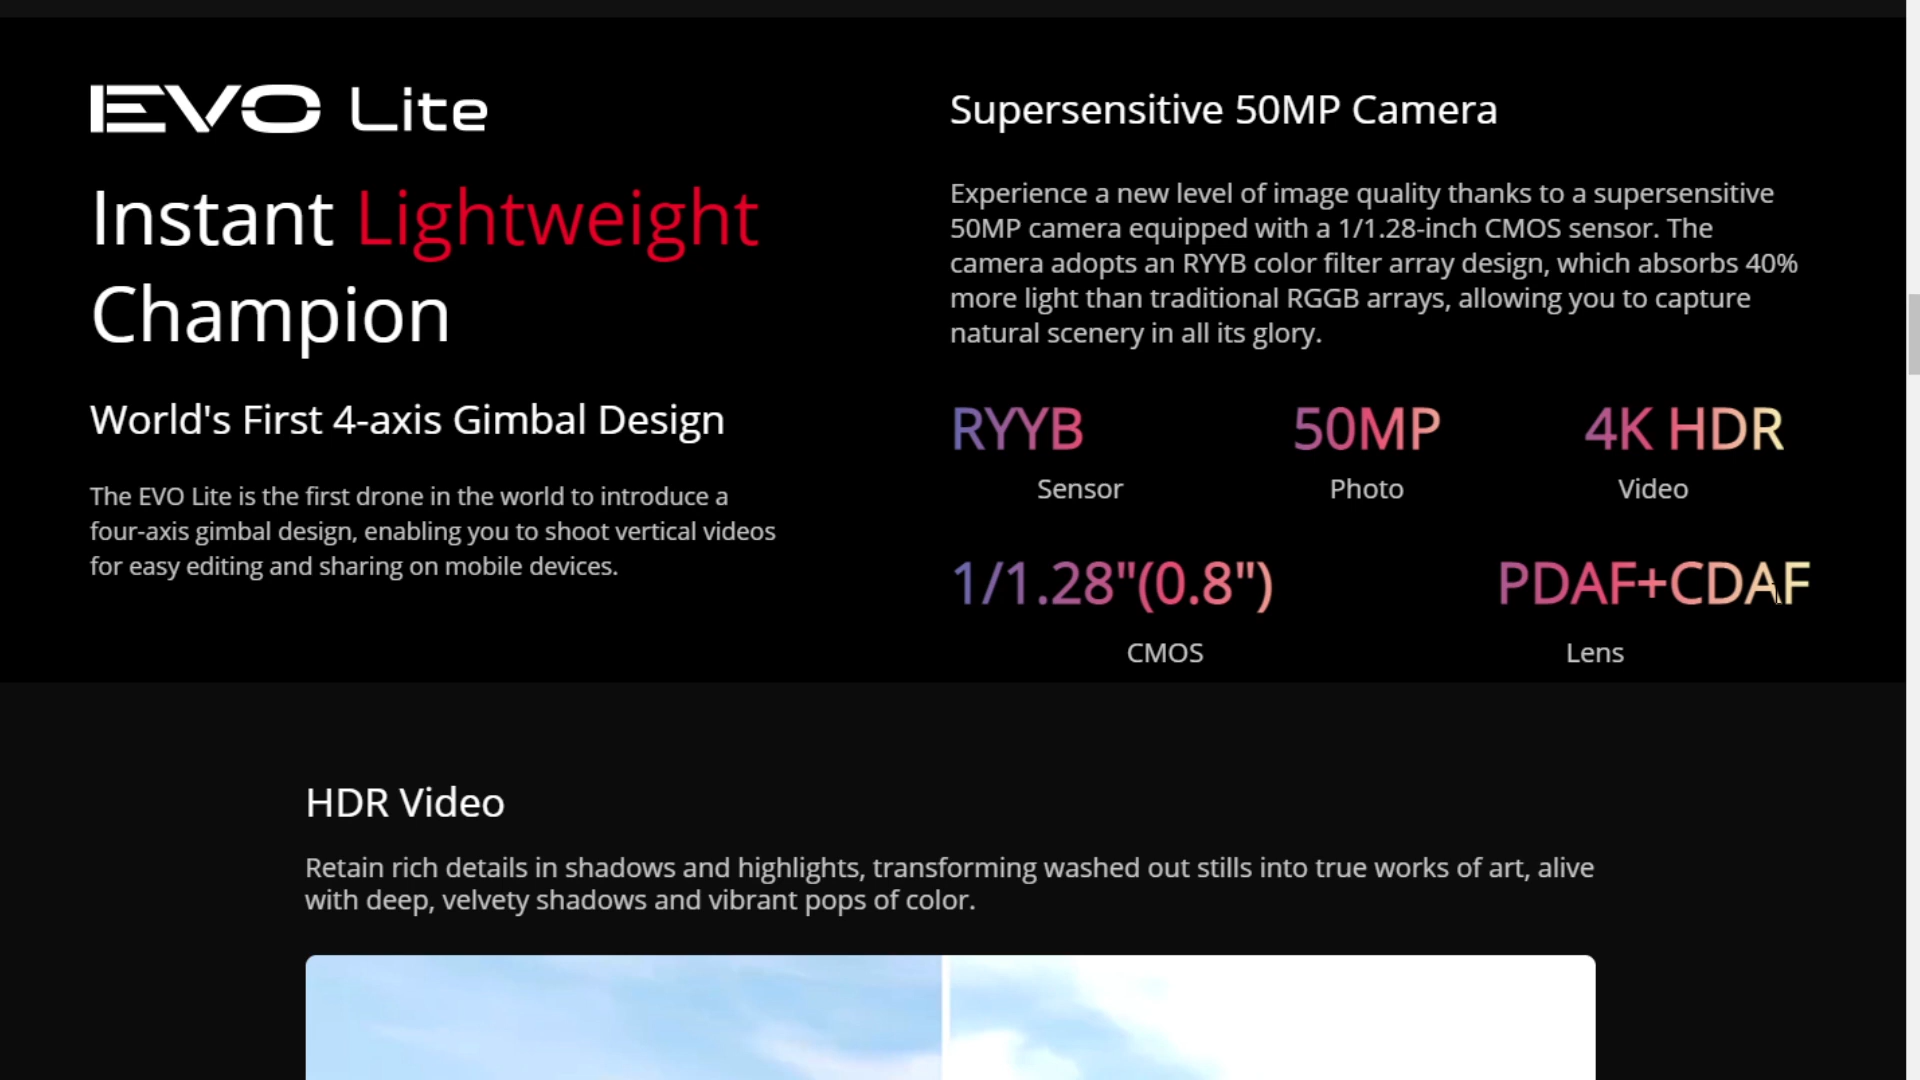 EVO Lite
Instant Lightweight
Champion
World's First 4-axis Gimbal Design
The EVO Lite is the first drone in the world to introduce a
four-axis gimbal design, enabling you to shoot vertical videos
for easy editing and sharing on mobile devices.
Supersensitive 50MP Camera
Experience a new level of image quality thanks to a supersensitive
50MP camera equipped with a 1/1.28-inch CMOS sensor. The
camera adopts an RYYB color filter array design, which absorbs 40%
more light than traditional RGGB arrays, allowing you to capture
natural scenery in all its glory.
RYYB 50MP 4K HDR
Sensor Photo Video
1/1.28"(0.8") PDAF+CDAF
CMOS Lens
HDR Video
Retain rich details in shadows and highlights, transforming washed out stills into true works of art, alive
with deep, velvety shadows and vibrant pops of color.